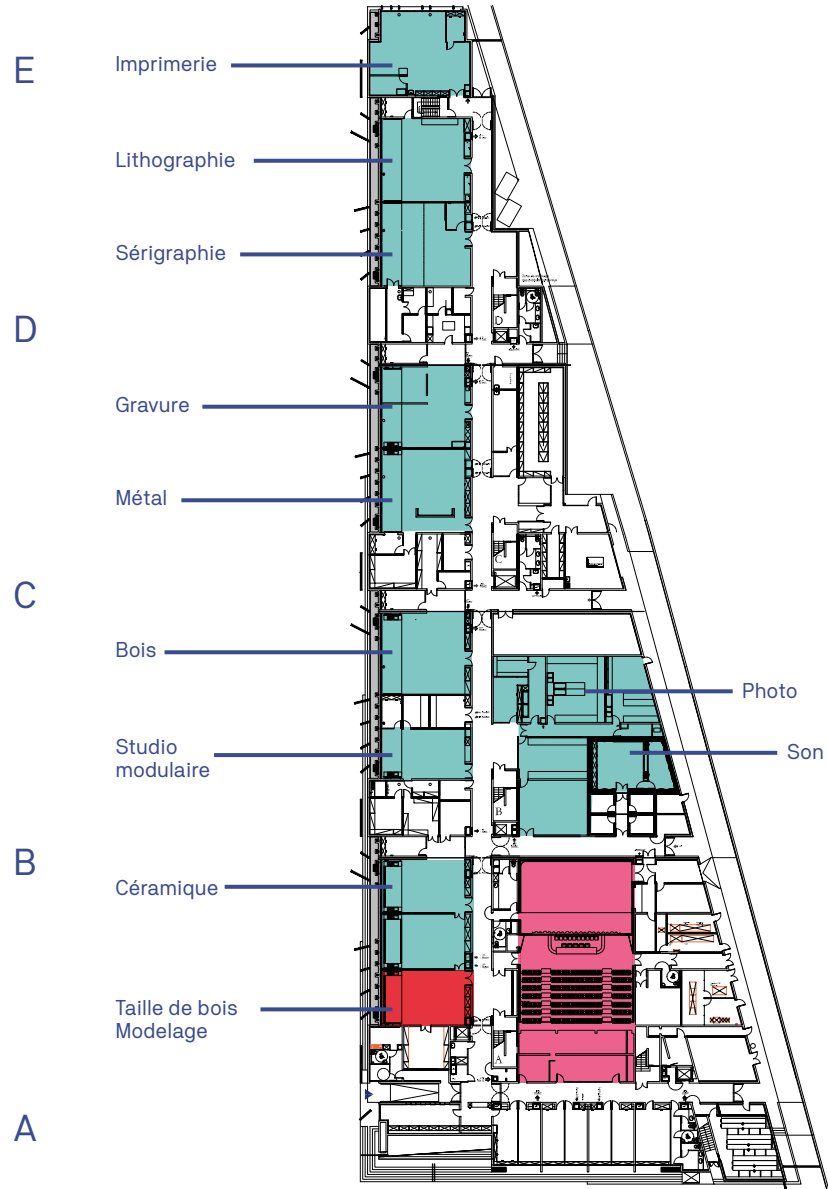 E
Imprimerie
Lithographie
Sérigraphie
D
D
Gravure
Métal
C
C
Bois
Photo
Studio
modulaire
Son
B
B
Céramique
Taille de bois
Modelage
A
A